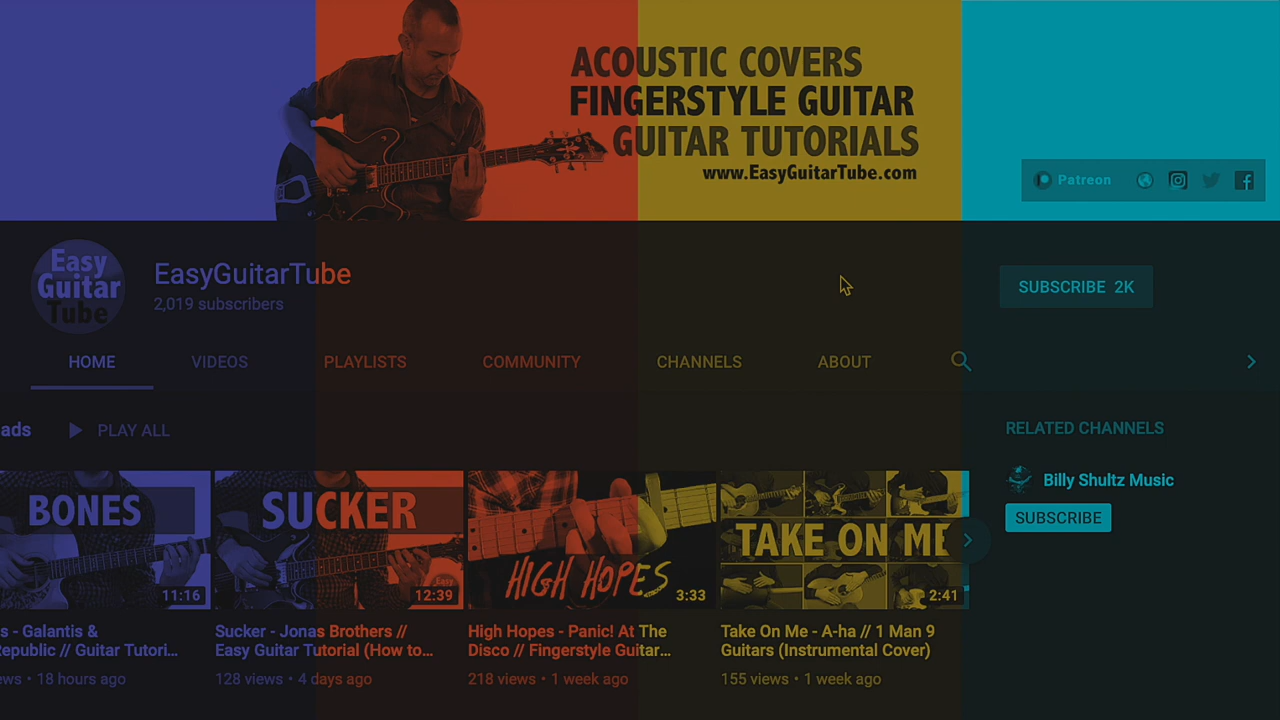 ACOUSTIC COVERS
FINGERSTYLE GUITAR
GUITAR TUTORIALS
www.EasyGuitarTube.com
Patreon
Easy
Guitar
Tube
EasyGuitarTube
2,019 subscribers
SUBSCRIBE 2K
HOME VIDEOS PLAYLISTS COMMUNITY CHANNELS ABOUT
ads PLAY ALL
RELATED CHANNELS
Billy Shultz Music
SUBSCRIBE
BONES
11:16
SUCKER
Easy
12:39
HIGH HOPES
3:33
TAKE ON ME
2:41
s - Galantis &
Republic // Guitar Tutori...
ews • 18 hours ago
Sucker - Jonas Brothers //
Easy Guitar Tutorial (How to...
128 views • 4 days ago
High Hopes - Panic! At The
Disco // Fingerstyle Guitar...
218 views • 1 week ago
Take On Me - A-ha // 1 Man 9
Guitars (Instrumental Cover)
155 views • 1 week ago